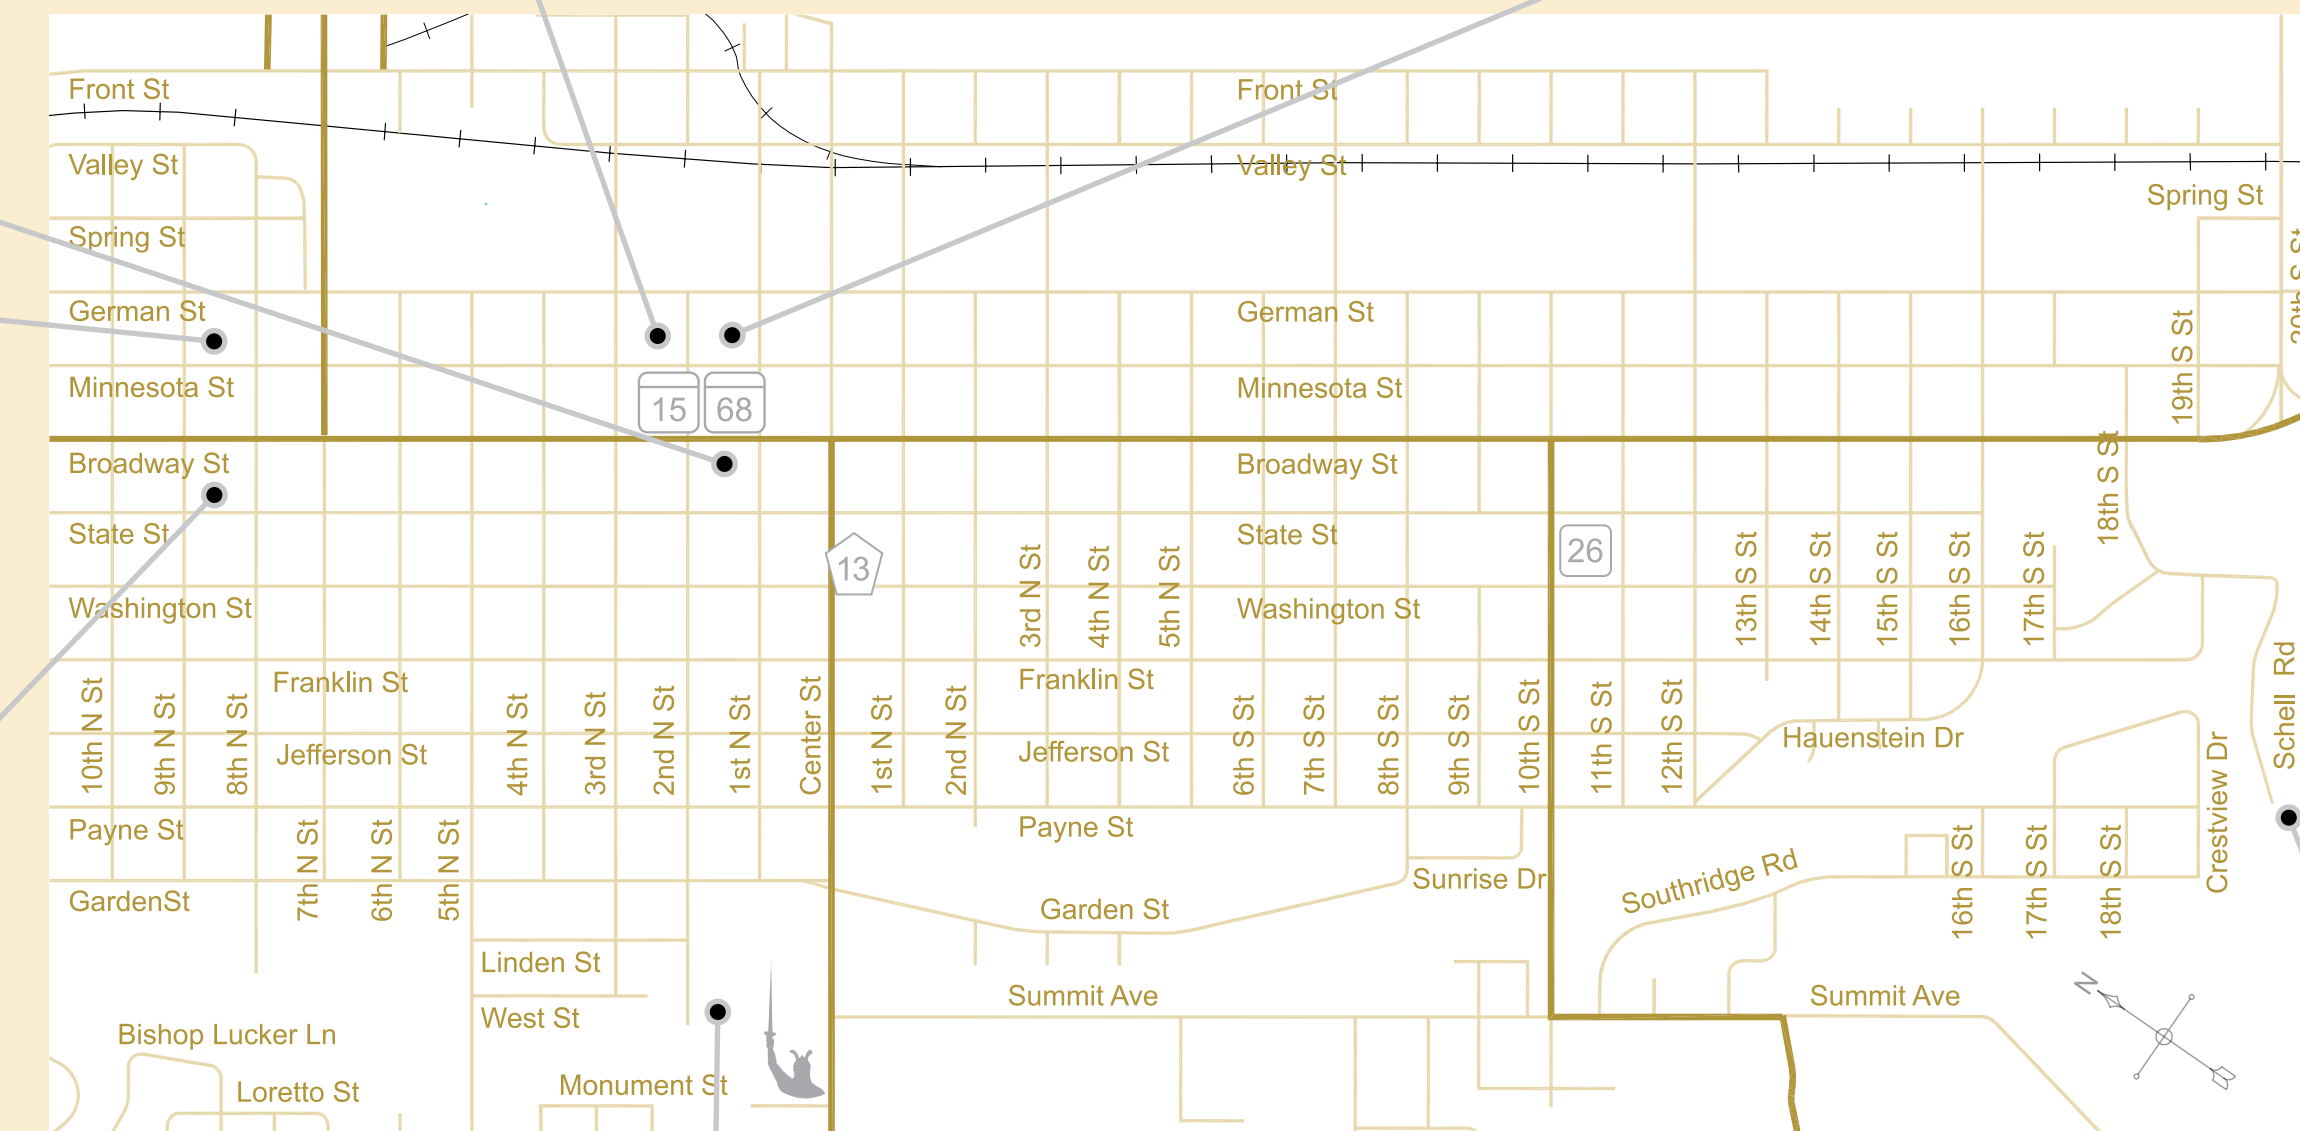 Front St
Front St
Valley St
Valley St
Spring St
Spring St
German St
German St
Minnesota St
Minnesota St
15
68
19th S St
20th S St
Broadway St
Broadway St
18th S St
State St
State St
13
26
3rd N St
4th N St
5th N St
13th S St
14th S St
15th S St
16th S St
17th S St
Washington St
Washington St
Franklin St
Franklin St
10th N St
9th N St
8th N St
4th N St
3rd N St
2nd N St
1st N St
Center St
1st N St
2nd N St
6th S St
7th S St
8th S St
9th S St
10th S St
11th S St
12th S St
Schell Rd
Jefferson St
Jefferson St
Hauenstein Dr
Crestview Dr
Payne St
Payne St
7th N St
6th N St
5th N St
Sunrise Dr
Southridge Rd
16th S St
17th S St
18th S St
GardenSt
Garden St
Linden St
Summit Ave
Summit Ave
N
West St
Bishop Lucker Ln
Loretto St
Monument St